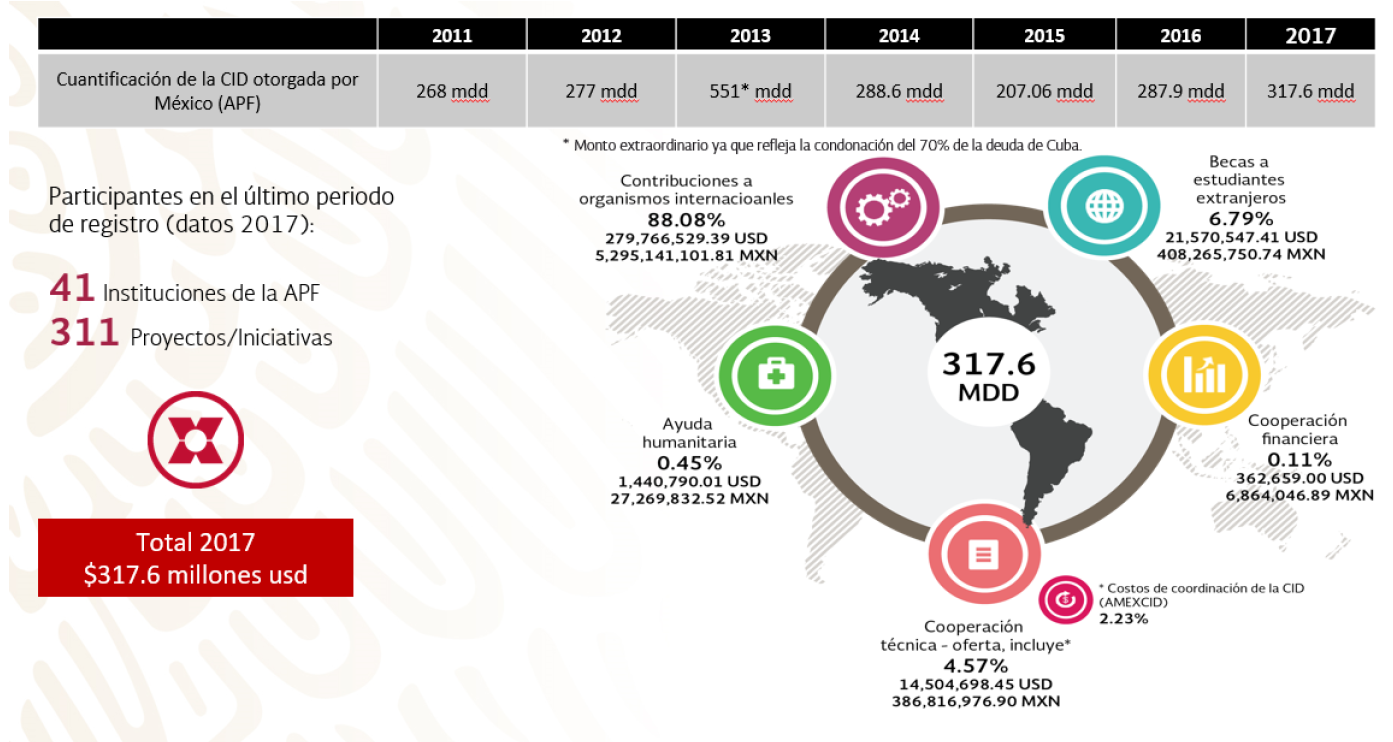 2011 2012 2013 2014 2015 2016 2017
Cuantificación de la CID otorgada por
México (APF)
268 mdd 277 mdd 551* mdd 288.6 mdd 207.06 mdd 287.9 mdd 317.6 mdd
* Monto extraordinario ya que refleja la condonación del 70% de la deuda de Cuba.
Participantes en el último periodo
de registro (datos 2017):
41 Instituciones de la APF
311 Proyectos/Iniciativas
Total 2017
$317.6 millones usd
Contribuciones a
organismos internacioanles
88.08%
279,766,529.39 USD
5,295,141,101.81 MXN
Becas a
estudiantes
extranjeros
6.79%
21,570,547.41 USD
408,265,750.74 MXN
317.6
MDD
Ayuda
humanitaria
0.45%
1,440,790.01 USD
27,269,832.52 MXN
Cooperación
financiera
0.11%
362,659.00 USD
6,864,046.89 MXN
* Costos de coordinación de la CID
(AMEXCID)
2.23%
Cooperación
técnica - oferta, incluye*
4.57%
14,504,698.45 USD
386,816,976.90 MXN